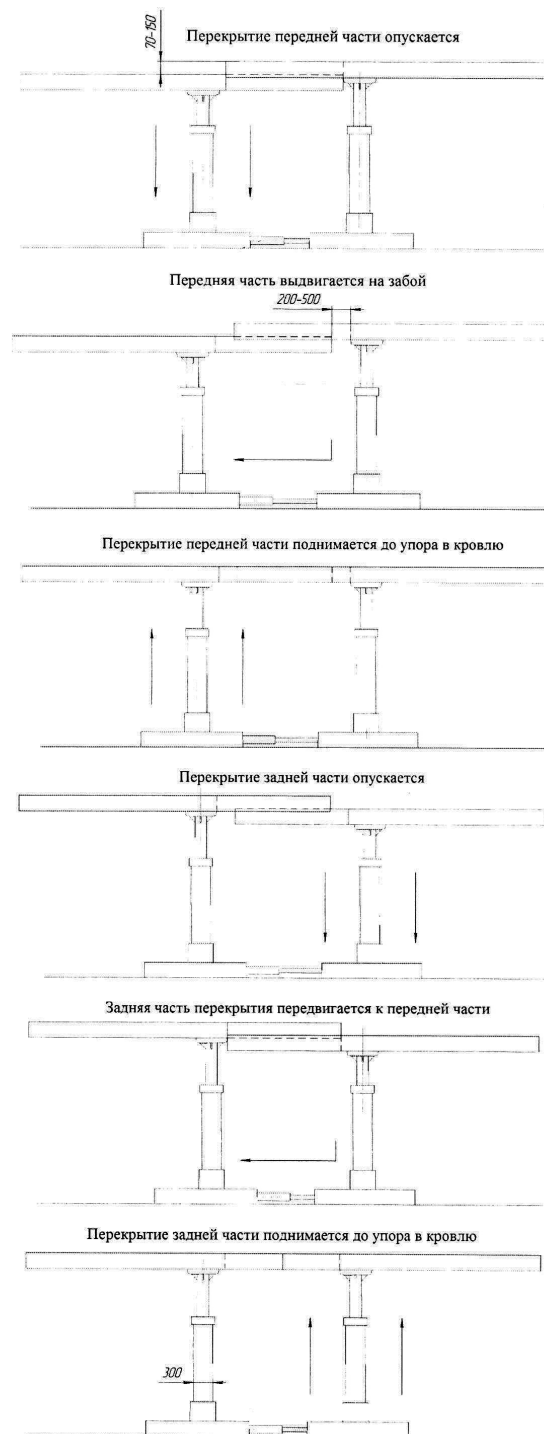 70-150
Перекрытие передней части опускается
Передняя часть выдвигается на забой
200-500
Перекрытие передней части поднимается до упора в кровлю
Перекрытие задней части опускается
Задняя часть перекрытия передвигается к передней части
Перекрытие задней части поднимается до упора в кровлю
300